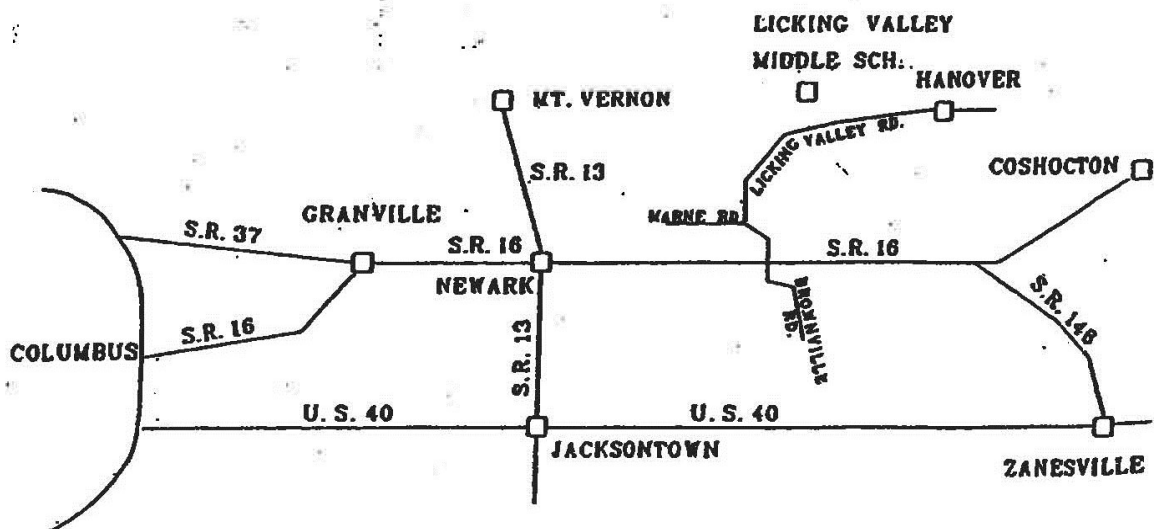 LICKING VALLEY
MIDDLE SCH.
HANOVER
MT. VERNON
LICKING VALLEY RD.
S.R. 13
COSHOCTON
GRANVILLE
MARNE RD
S.R. 37
S.R. 16
S.R. 16
NEWARK
BROWNVILLE
RD.
S.R. 146
S.R. 16
COLUMBUS
S.R. 13
U.S. 40
U.S. 40
JACKSONTOWN
ZANESVILLE